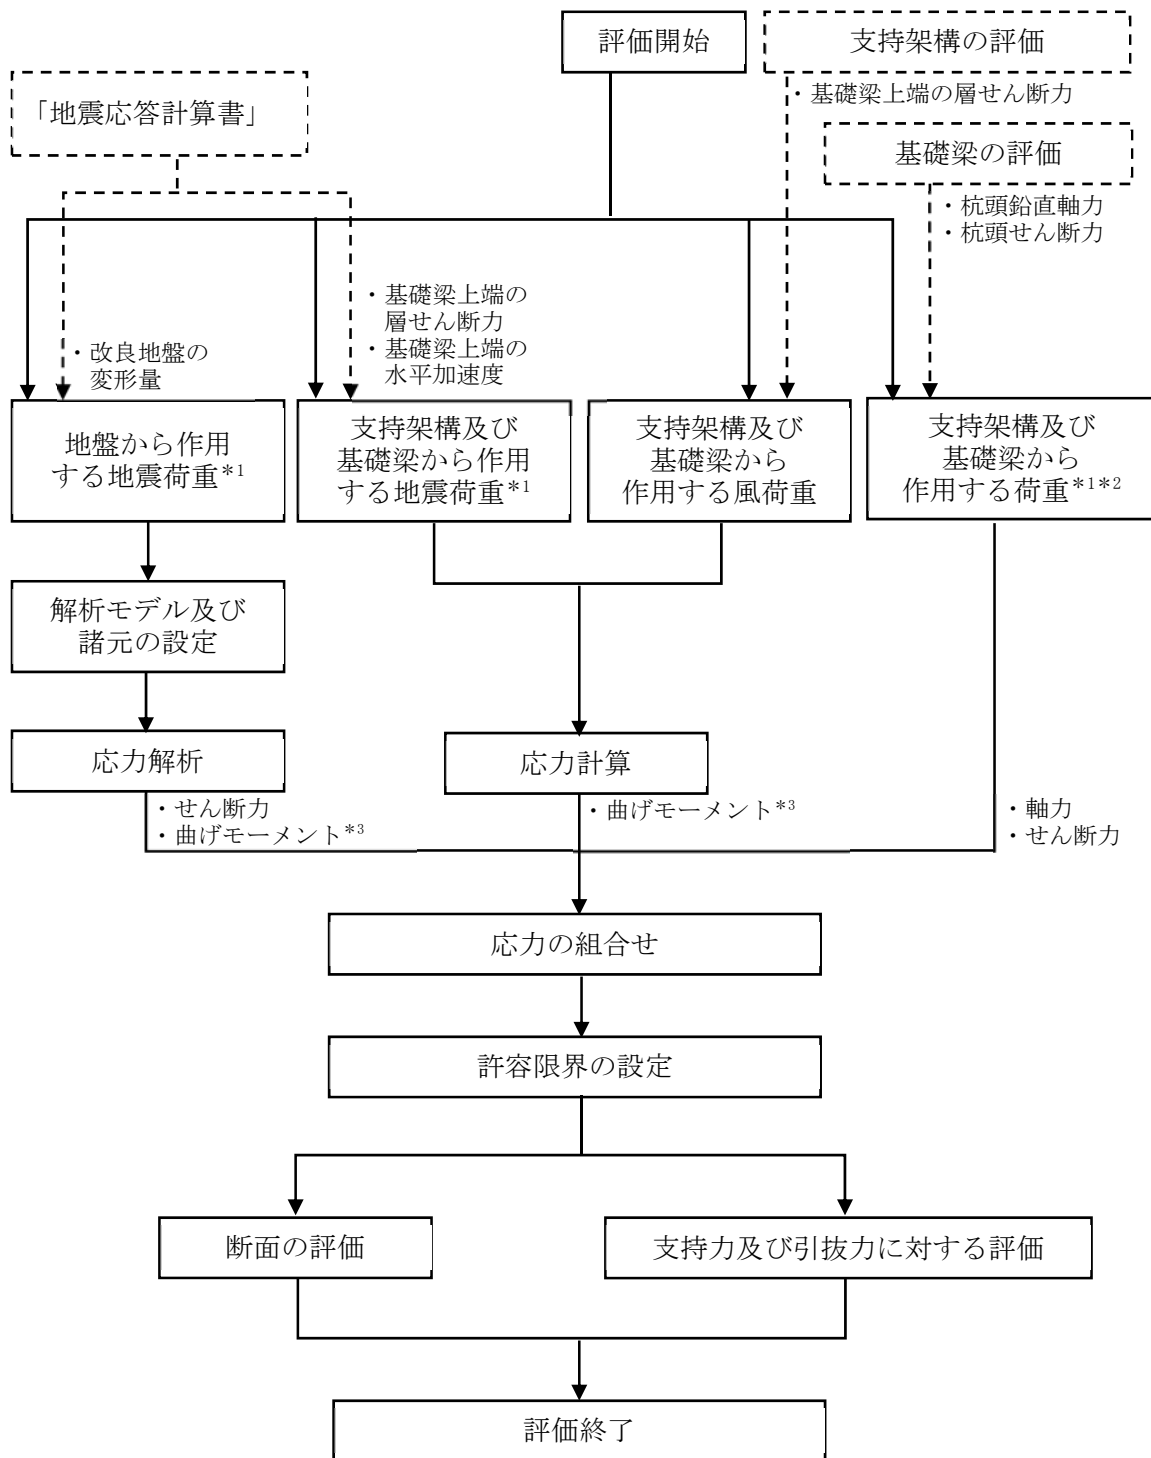 評価開始
支持架構の評価
・基礎梁上端の層せん断力
「地震応答計算書」
基礎梁の評価
・杭頭鉛直軸力
・杭頭せん断力
・基礎梁上端の
層せん断力
・基礎梁上端の
水平加速度
・改良地盤の
変形量
地盤から作用
する地震荷重*1
支持架構及び
基礎梁から作用
する地震荷重*1
支持架構及び
基礎梁から
作用する風荷重
支持架構及び
基礎梁から
作用する荷重*1*2
解析モデル及び
諸元の設定
応力解析
応力計算
・せん断力
・曲げモーメント*3
・曲げモーメント*3
・軸力
・せん断力
応力の組合せ
許容限界の設定
断面の評価
支持力及び引抜力に対する評価
評価終了